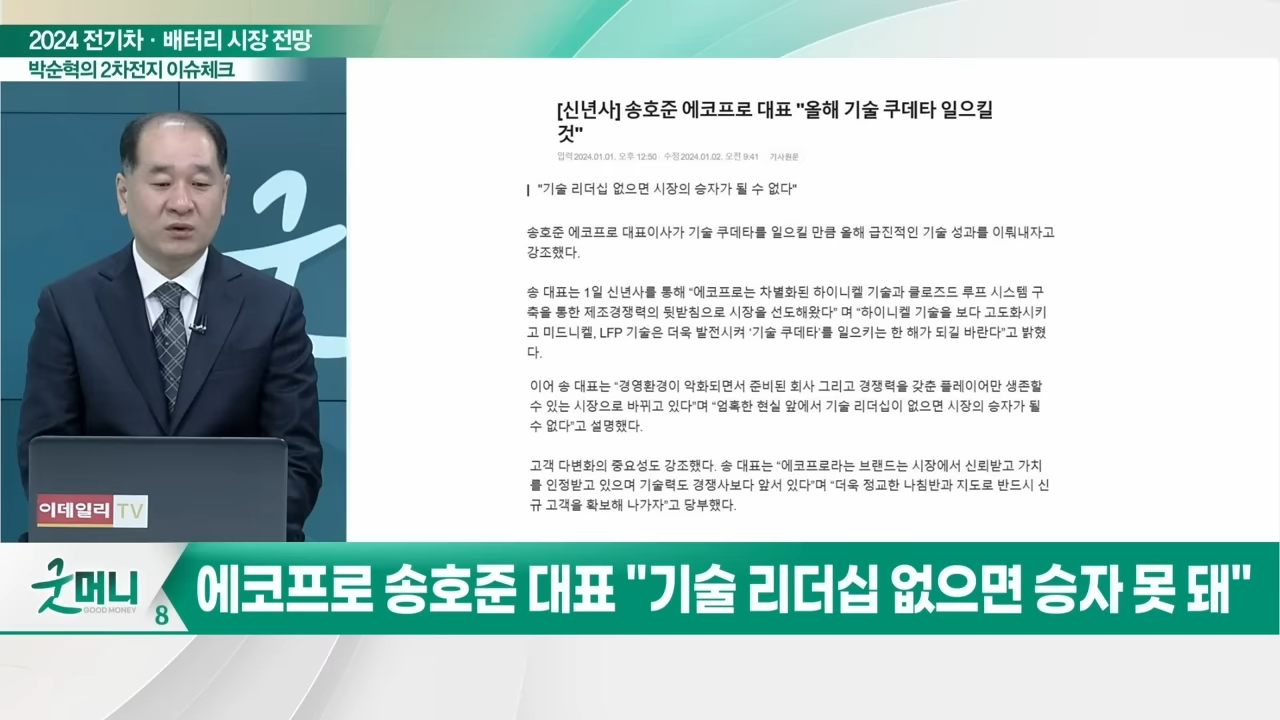 2024 전기차 · 배터리 시장 전망
박순혁의 2차전지 이슈체크
[신년사] 송호준 에코프로 대표 "올해 기술 쿠데타 일으킬
것"
입력 2024.01.01. 오후 12:50 · 수정 2024.01.02. 오전 9:41 기사원문
"기술 리더십 없으면 시장의 승자가 될 수 없다"
송호준 에코프로 대표이사가 기술 쿠데타를 일으킬 만큼 올해 급진적인 기술 성과를 이뤄내자고
강조했다.
송 대표는 1일 신년사를 통해 “에코프로는 차별화된 하이니켈 기술과 클로즈드 루프 시스템 구
축을 통한 제조경쟁력의 뒷받침으로 시장을 선도해왔다” 며 “하이니켈 기술을 보다 고도화시키
고 미드니켈, LFP 기술은 더욱 발전시켜 ‘기술 쿠데타’를 일으키는 한 해가 되길 바란다”고 밝혔
다.
이어 송 대표는 “경영환경이 악화되면서 준비된 회사 그리고 경쟁력을 갖춘 플레이어만 생존할
수 있는 시장으로 바뀌고 있다”며 “엄혹한 현실 앞에서 기술 리더십이 없으면 시장의 승자가 될
수 없다”고 설명했다.
고객 다변화의 중요성도 강조했다. 송 대표는 “에코프로라는 브랜드는 시장에서 신뢰받고 가치
를 인정받고 있으며 기술력도 경쟁사보다 앞서 있다”며 “더욱 정교한 나침반과 지도로 반드시 신
규 고객을 확보해 나가자”고 당부했다.
이데일리 TV
굿머니
GOOD MONEY
8
에코프로 송호준 대표 "기술 리더십 없으면 승자 못 돼"